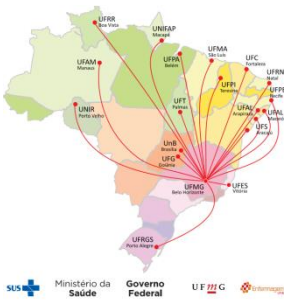 UFRR
Boa Vista
UNIFAP
Macapá
UFAM
Manaus
UFPA
Belém
UFMA
São Luís
UFC
Fortaleza
UFRN
Natal
UFPI
Teresina
UFPE
Recife
UNIR
Porto Velho
UFT
Palmas
UFAL
Arapiraca
UFAL
Maceió
UFS
Aracaju
UnB
Brasília
UFG
Goiânia
UFMG
Belo Horizonte
UFES
Vitória
UFRGS
Porto Alegre
SUS
Ministério da
Saúde
Governo
Federal
UFMG
Enfermagem